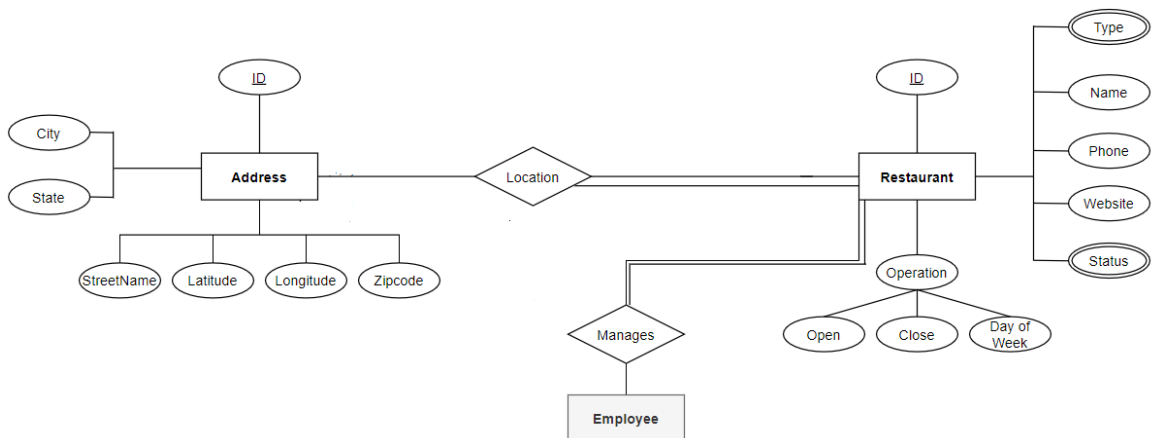 Type
ID
ID
Name
City
Phone
Address
Location
Restaurant
State
Website
Status
StreetName
Latitude
Longitude
Zipcode
Operation
Manages
Open
Close
Day of
Week
Employee